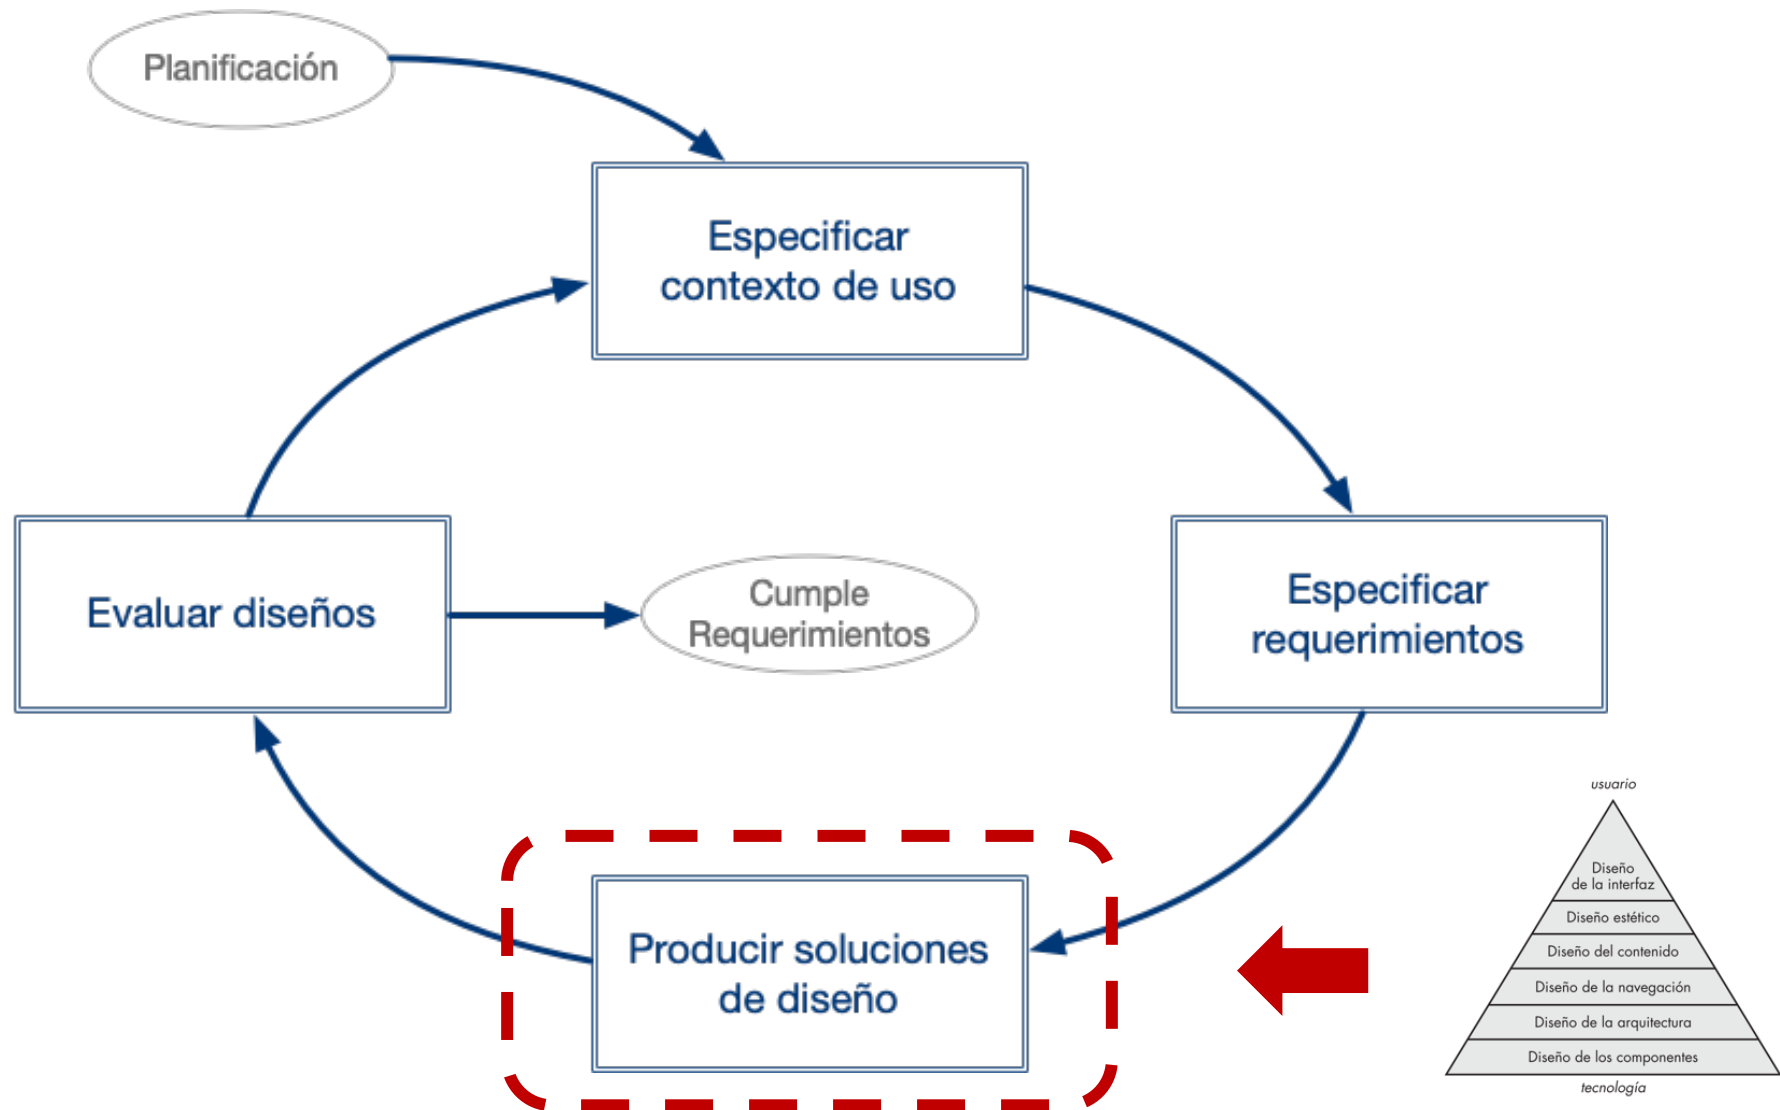 Planificación
Especificar
contexto de uso
Evaluar diseños
Cumple
Requerimientos
Especificar
requerimientos
Producir soluciones
de diseño
usuario
Diseño
de la interfaz
Diseño estético
Diseño del contenido
Diseño de la navegación
Diseño de la arquitectura
Diseño de los componentes
tecnología